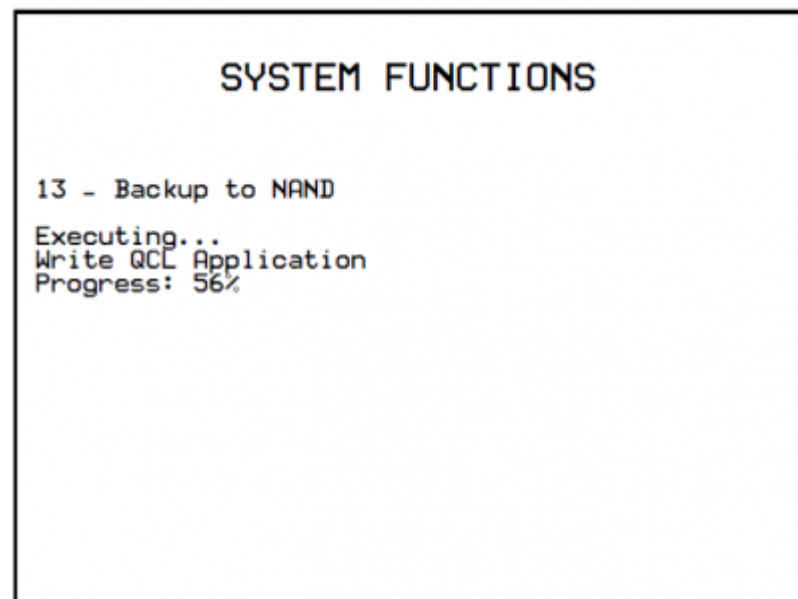 SYSTEM FUNCTIONS
13 - Backup to NAND
Executing...
Write QCL Application
Progress: 56%